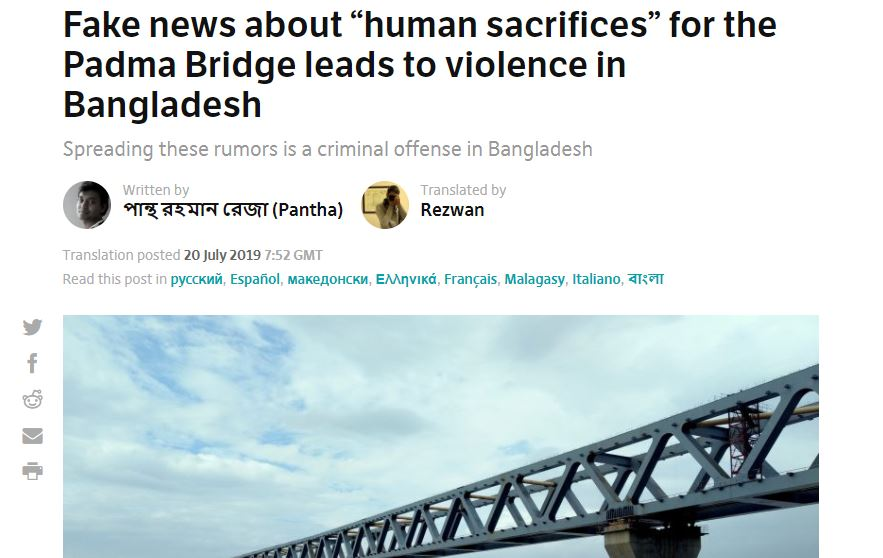 Fake news about “human sacrifices” for the
Padma Bridge leads to violence in
Bangladesh
Spreading these rumors is a criminal offense in Bangladesh
Written by
পান্থ রহমান রেজা (Pantha)
Translated by
Rezwan
Translation posted 20 July 2019 7:52 GMT
Read this post in русский, Español, македонски, Ελληνικά, Français, Malagasy, Italiano, বাংলা